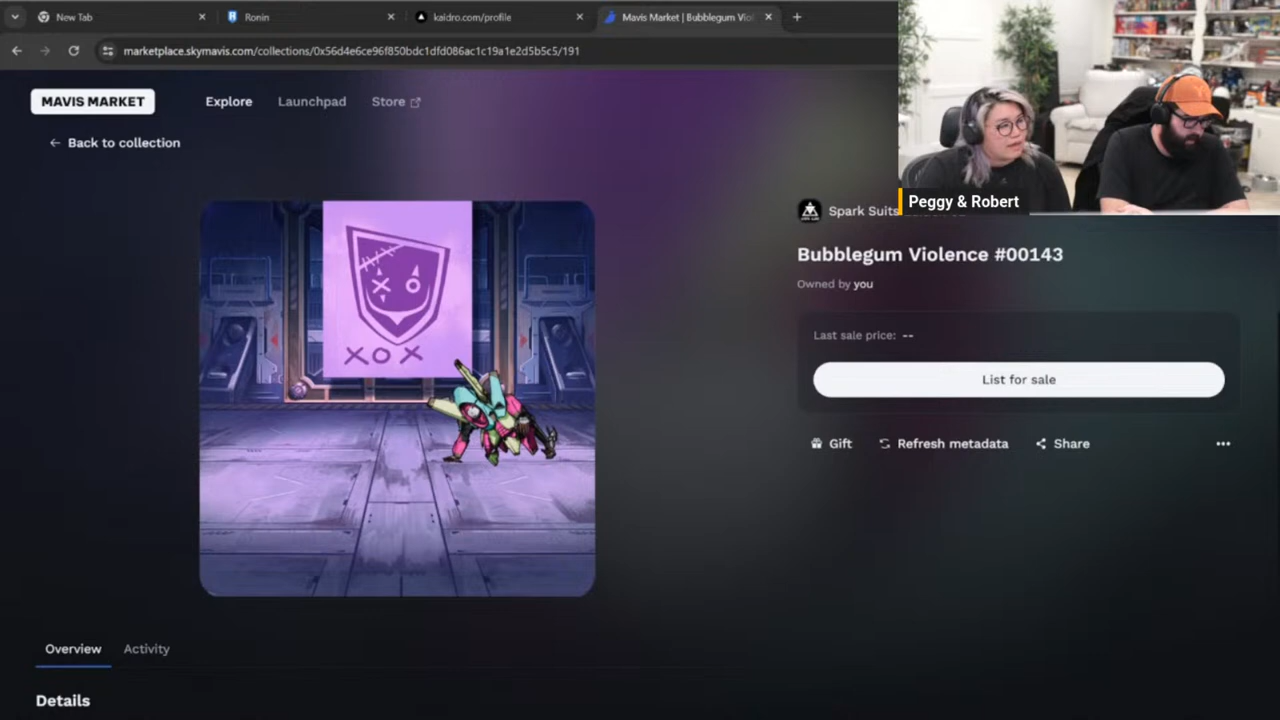 New Tab
Ronin
kaidro.com/profile
Mavis Market | Bubblegum Viol
marketplace.skymavis.com/collections/0x56d4e6ce96f850bdc1dfd086ac1c19a1e2d5b5c5/191
MAVIS MARKET
Explore
Launchpad
Store
Back to collection
Peggy & Robert
XOX
Spark Suits
Bubblegum Violence #00143
Owned by you
Last sale price: --
List for sale
Gift
Refresh metadata
Share
Overview
Activity
Details